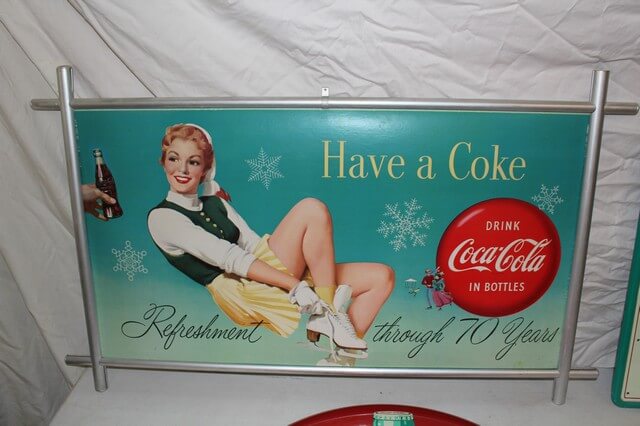 Have a Coke
DRINK
Coca-Cola
IN BOTTLES
Refreshment through 70 Years